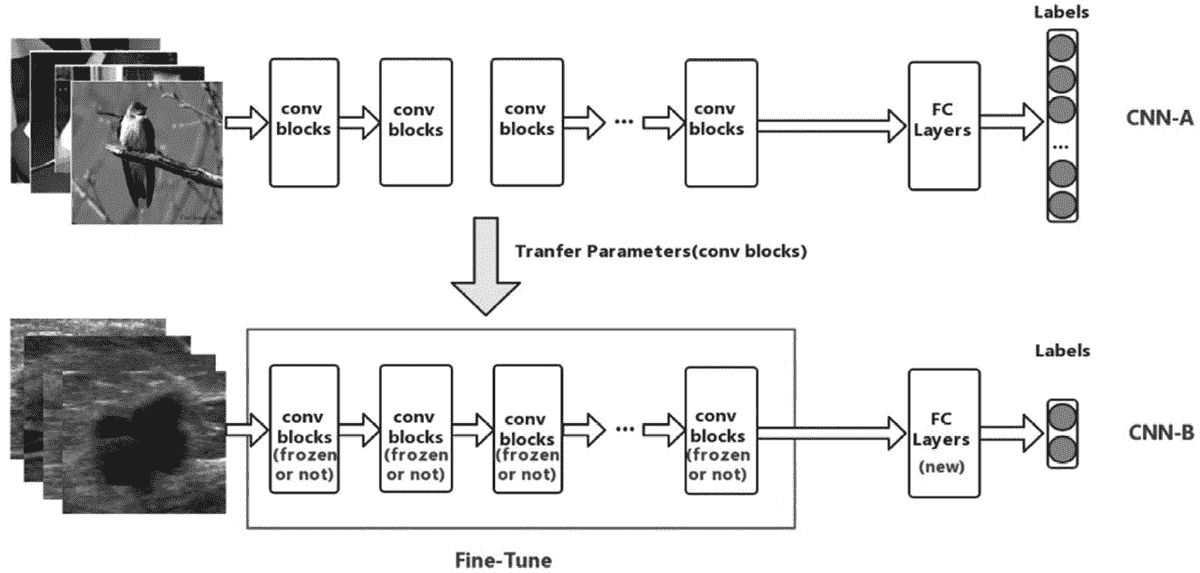 Labels
conv
blocks
conv
blocks
conv
blocks
...
conv
blocks
FC
Layers
...
CNN-A
Tranfer Parameters(conv blocks)
Labels
conv
blocks
(frozen
or not)
conv
blocks
(frozen
or not)
conv
blocks
(frozen
or not)
...
conv
blocks
(frozen
or not)
FC
Layers
(new)
CNN-B
Fine-Tune